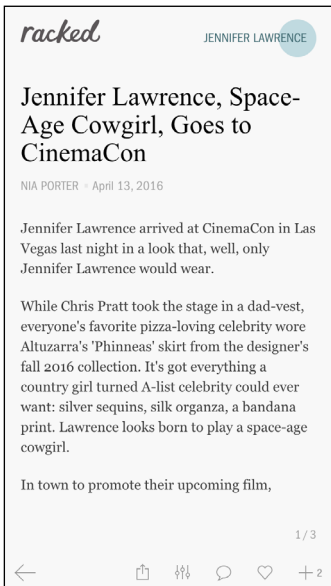 racked
JENNIFER LAWRENCE
Jennifer Lawrence, Space-
Age Cowgirl, Goes to
CinemaCon
NIA PORTER • April 13, 2016
Jennifer Lawrence arrived at CinemaCon in Las
Vegas last night in a look that, well, only
Jennifer Lawrence would wear.
While Chris Pratt took the stage in a dad-vest,
everyone's favorite pizza-loving celebrity wore
Altuzarra's 'Phinneas' skirt from the designer's
fall 2016 collection. It's got everything a
country girl turned A-list celebrity could ever
want: silver sequins, silk organza, a bandana
print. Lawrence looks born to play a space-age
cowgirl.
In town to promote their upcoming film,
1 / 3
2